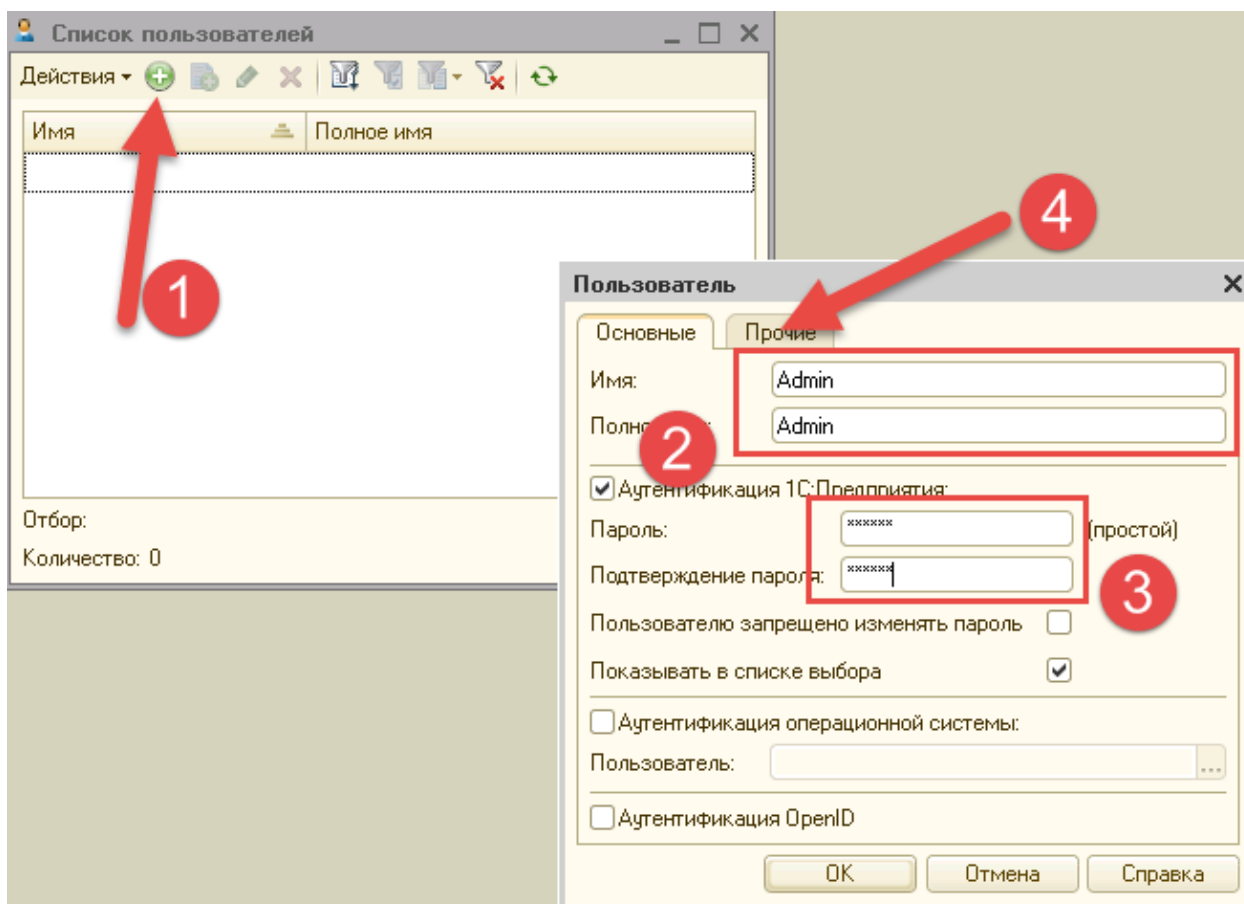 Список пользователей
Действия
Имя Полное имя
1
4
Пользователь
Основные Прочие
Имя: Admin
Admin
2
Аутентификация 1С:Предприятия:
Отбор:
Пароль: ****** (простой)
Количество: 0
Подтверждение пароля: ******
3
Пользователю запрещено изменять пароль
Показывать в списке выбора
Аутентификация операционной системы:
Пользователь: ...
Аутентификация OpenID
OK Отмена Справка